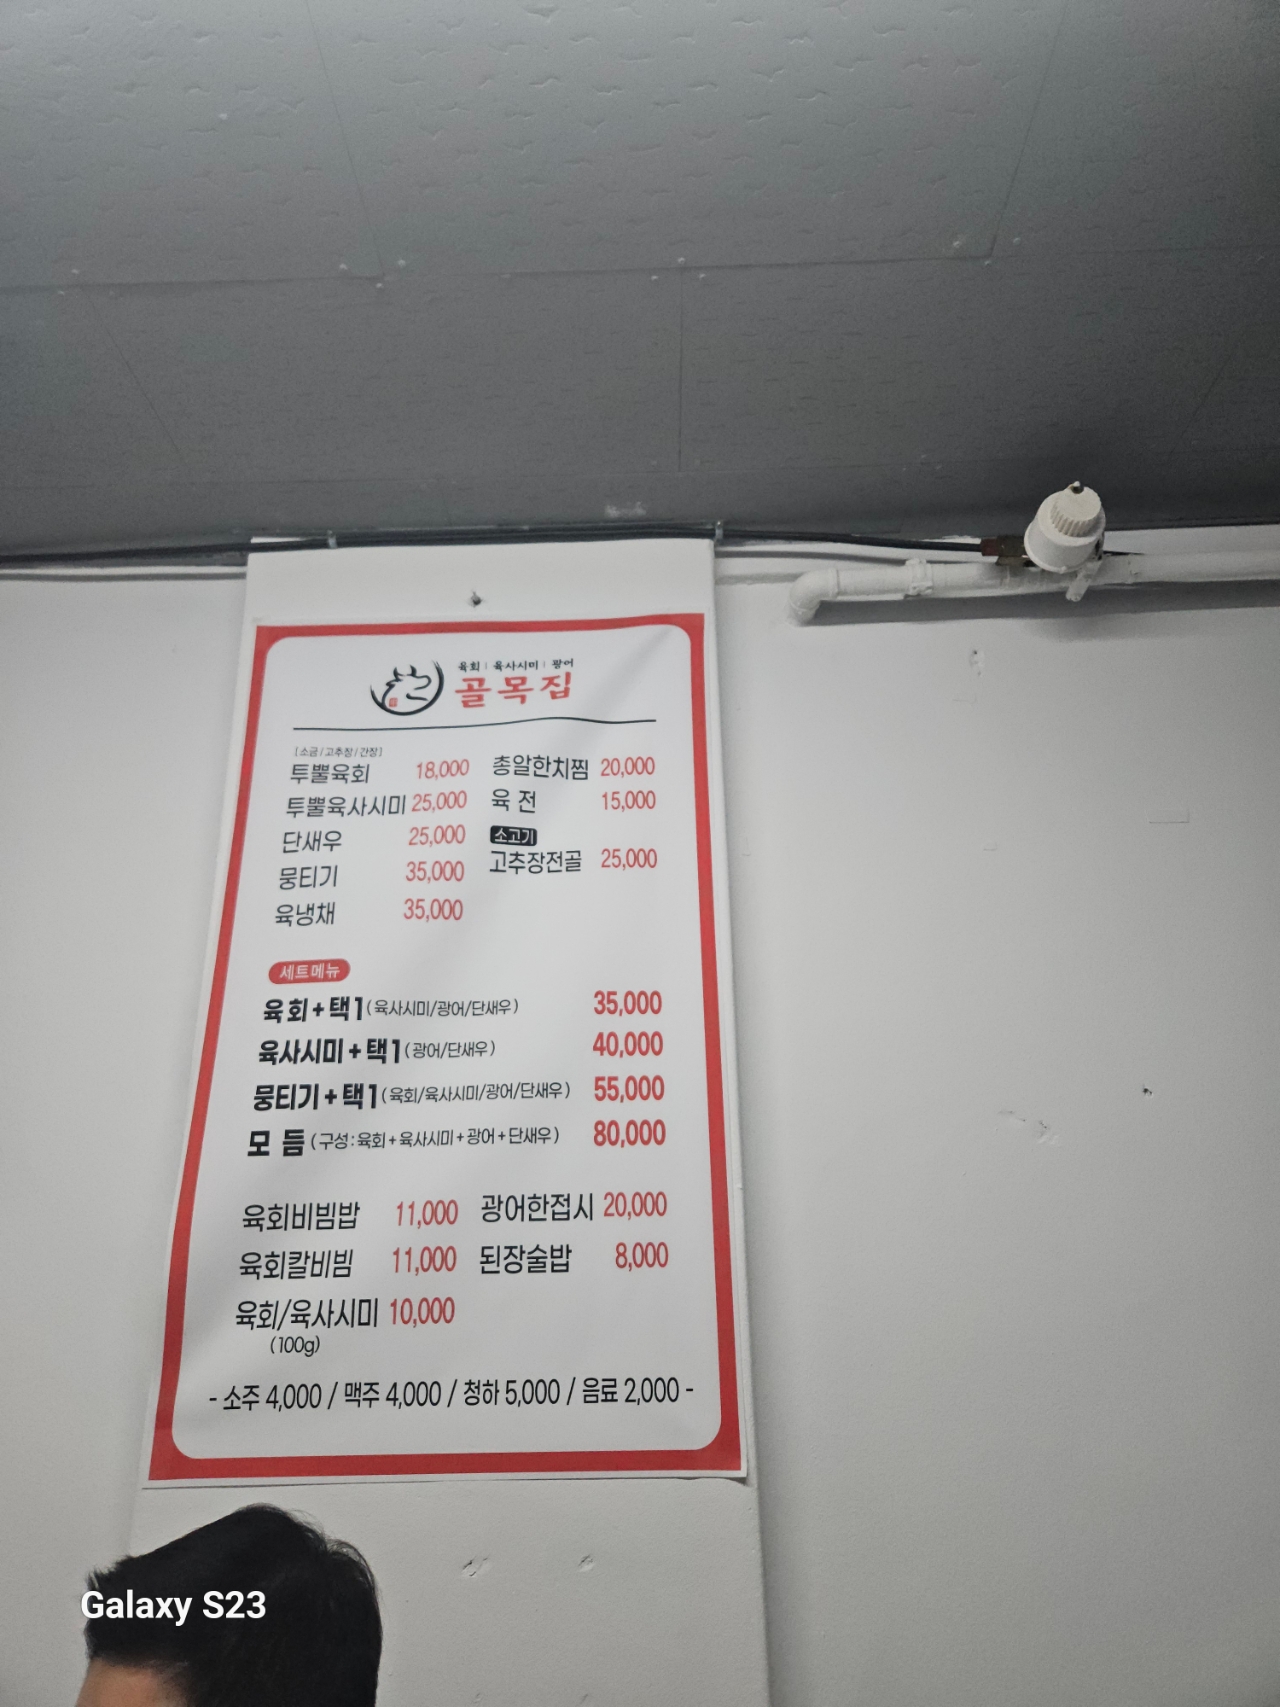 육회 | 육사시미 | 광어
골목집
[소금/고추장/간장]
투뿔육회 18,000
투뿔육사시미 25,000
단새우 25,000
뭉티기 35,000
육냉채 35,000
총알한치찜 20,000
육 전 15,000
소고기
고추장전골 25,000
세트메뉴
육회+택1(육사시미/광어/단새우) 35,000
육사시미+택1(광어/단새우) 40,000
뭉티기+택1(육회/육사시미/광어/단새우) 55,000
모 듬 (구성:육회+육사시미+광어+단새우) 80,000
육회비빔밥 11,000
육회칼비빔 11,000
육회/육사시미 10,000
(100g)
광어한접시 20,000
된장술밥 8,000
- 소주 4,000 / 맥주 4,000 / 청하 5,000 / 음료 2,000 -
Galaxy S23